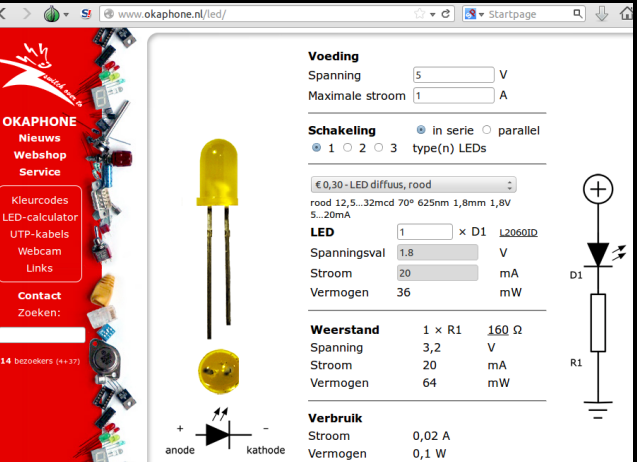 www.okaphone.nl/led/
Startpage
switch over to
OKAPHONE
Nieuws
Webshop
Service
Kleurcodes
LED-calculator
UTP-kabels
Webcam
Links
Contact
Zoeken:
14 bezoekers (4+37)
Voeding
Spanning 5 V
Maximale stroom 1 A
Schakeling in serie parallel
1 2 3 type(n) LEDs
€ 0,30 - LED diffuus, rood
rood 12,5...32mcd 70° 625nm 1,8mm 1,8V
5...20mA
LED 1 × D1 L2060ID
Spanningsval 1.8 V
Stroom 20 mA
Vermogen 36 mW
Weerstand 1 × R1 160 Ω
Spanning 3,2 V
Stroom 20 mA
Vermogen 64 mW
Verbruik
Stroom 0,02 A
Vermogen 0,1 W
+ −
anode kathode
+
D1
R1